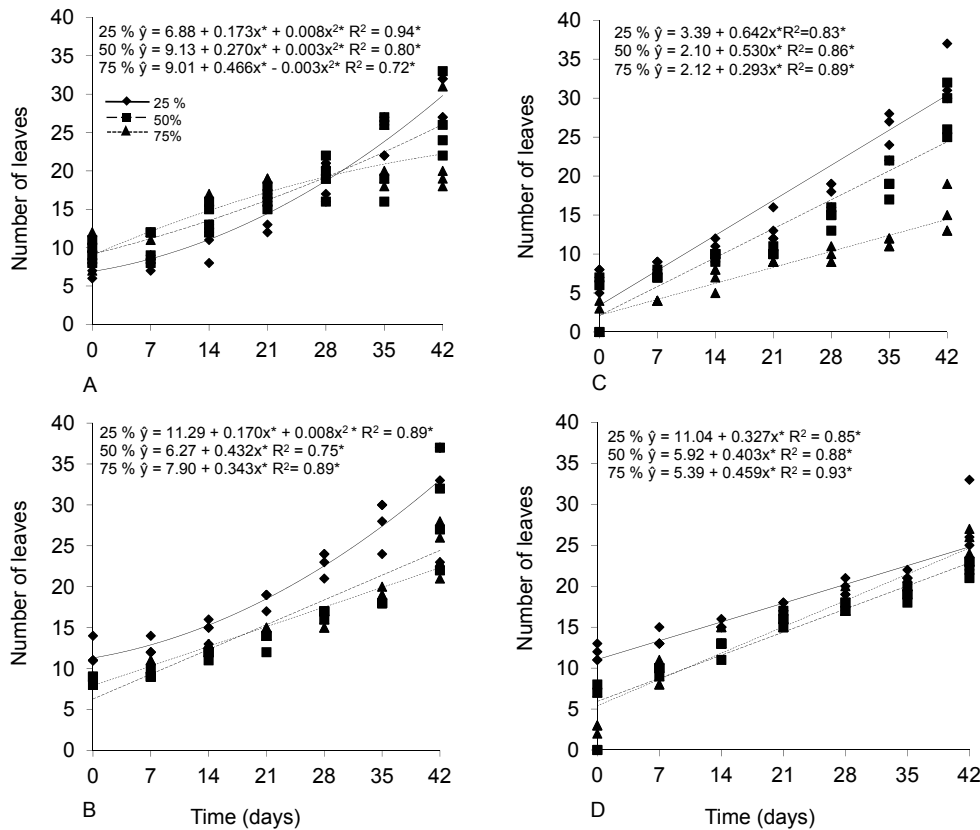 25 % ŷ = 6.88 + 0.173x* + 0.008x²* R² = 0.94*
50 % ŷ = 9.13 + 0.270x* + 0.003x²* R² = 0.80*
75 % ŷ = 9.01 + 0.466x* - 0.003x²* R² = 0.72*
25 %
50%
75%
Number of leaves
40
35
30
25
20
15
10
5
0
0 7 14 21 28 35 42
A
25 % ŷ = 3.39 + 0.642x* R²=0.83*
50 % ŷ = 2.10 + 0.530x* R² = 0.86*
75 % ŷ = 2.12 + 0.293x* R²= 0.89*
Number of leaves
40
35
30
25
20
15
10
5
0
0 7 14 21 28 35 42
C
25 % ŷ = 11.29 + 0.170x* + 0.008x² * R² = 0.89*
50 % ŷ = 6.27 + 0.432x* R² = 0.75*
75 % ŷ = 7.90 + 0.343x* R²= 0.89*
Number of leaves
40
35
30
25
20
15
10
5
0
0 7 14 21 28 35 42
B
Time (days)
25 % ŷ = 11.04 + 0.327x* R² = 0.85*
50 % ŷ = 5.92 + 0.403x* R² = 0.88*
75 % ŷ = 5.39 + 0.459x* R² = 0.93*
Number of leaves
40
35
30
25
20
15
10
5
0
0 7 14 21 28 35 42
D
Time (days)